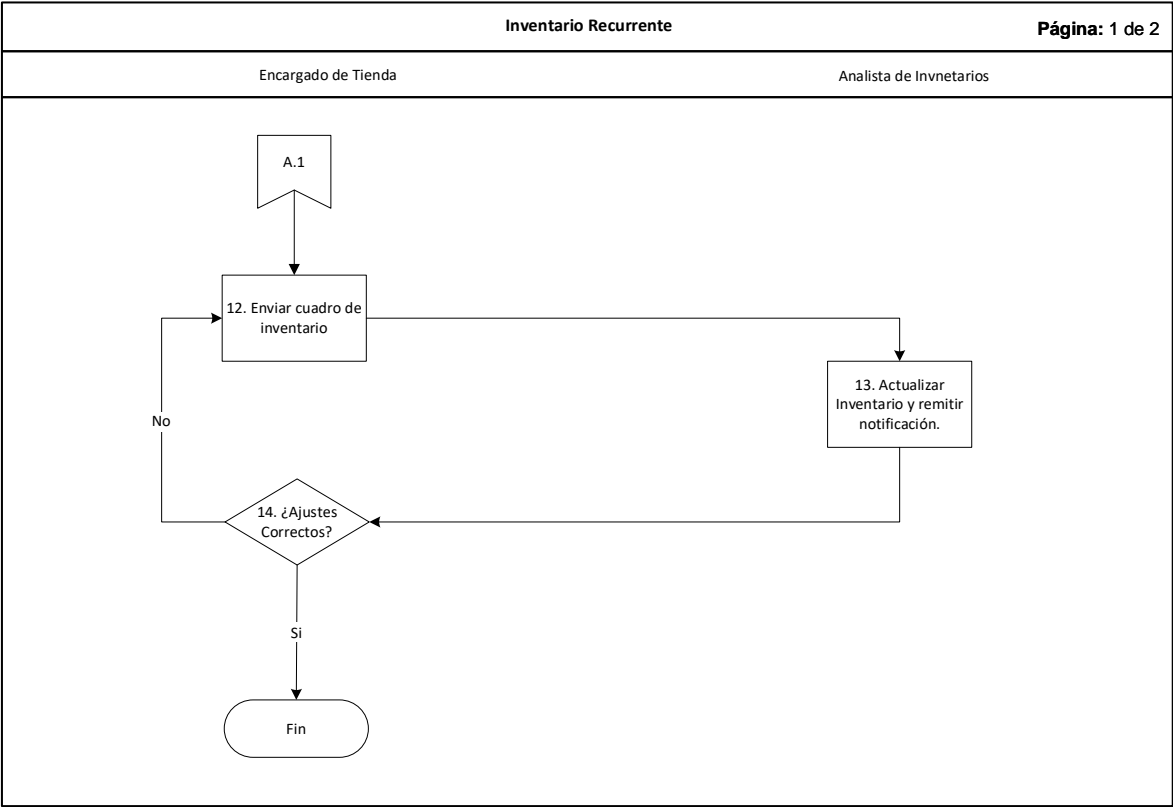 Inventario Recurrente
Página: 1 de 2
Encargado de Tienda
Analista de Invnetarios
A.1
12. Enviar cuadro de
inventario
13. Actualizar
Inventario y remitir
notificación.
No
14. ¿Ajustes
Correctos?
Si
Fin